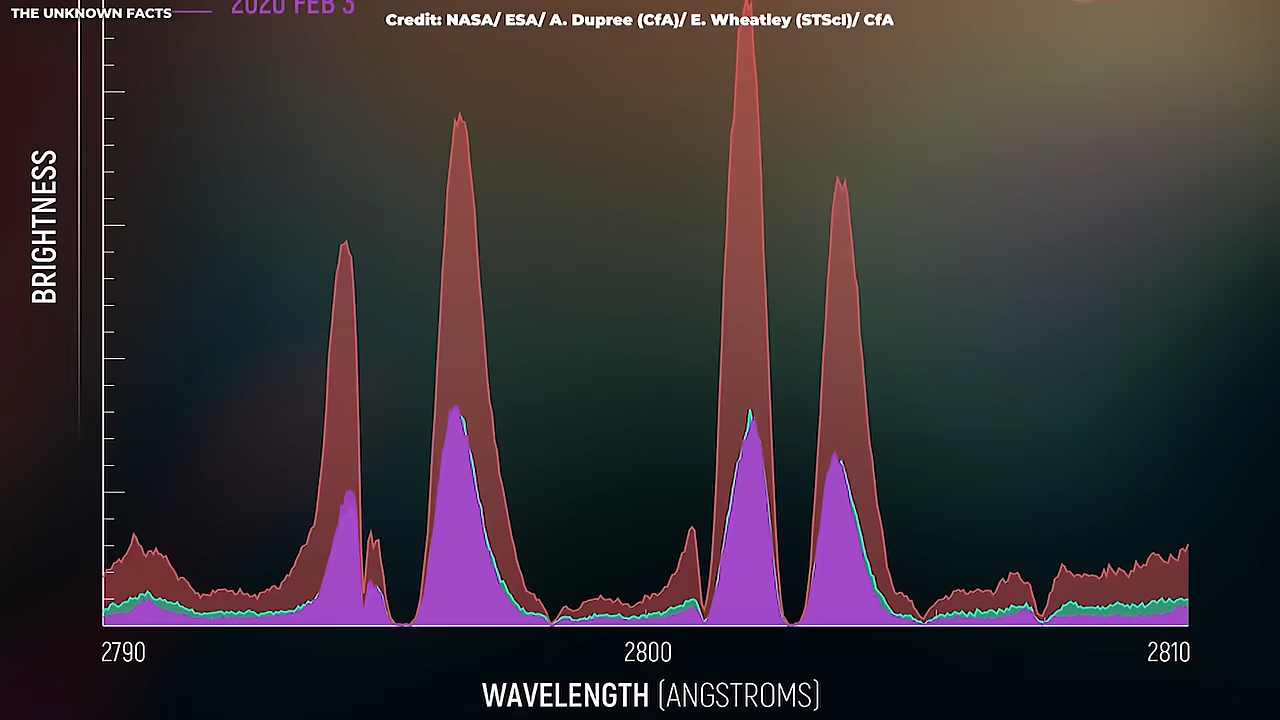 THE UNKNOWN FACTS
2020 FEB 3
Credit: NASA/ ESA/ A. Dupree (CfA)/ E. Wheatley (STScI)/ CfA
BRIGHTNESS
2790
2800
2810
WAVELENGTH (ANGSTROMS)